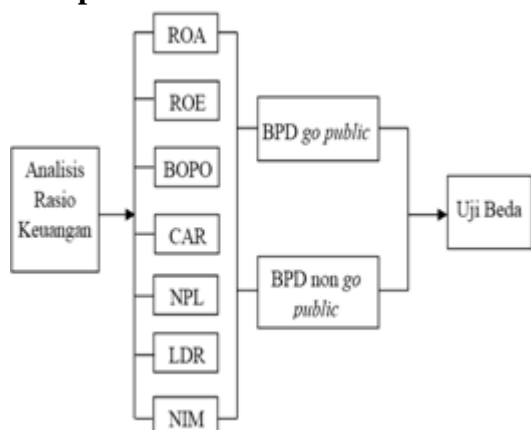 Analisis
Rasio
Keuangan
ROA
ROE
BOPO
CAR
NPL
LDR
NIM
BPD go public
BPD non go
public
Uji Beda